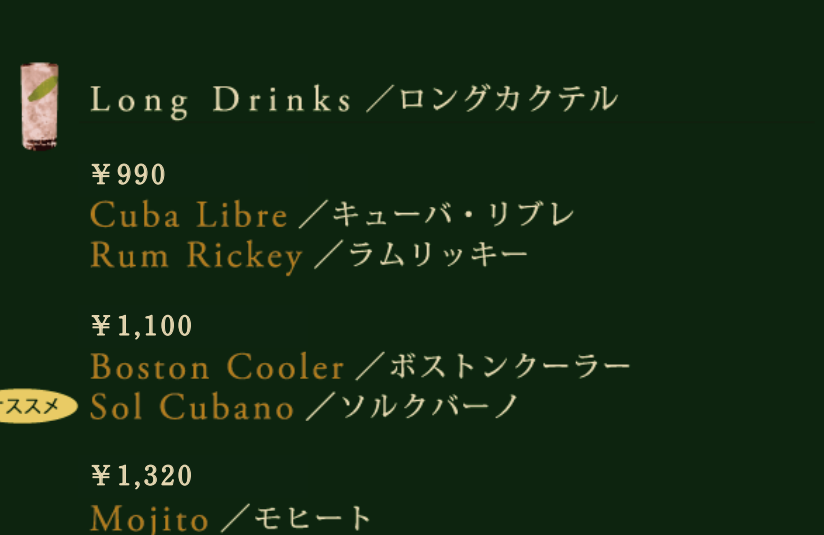 Long Drinks ／ロングカクテル
¥990
Cuba Libre ／キューバ・リブレ
Rum Rickey ／ラムリッキー
¥1,100
Boston Cooler ／ボストンクーラー
ススメ
Sol Cubano ／ソルクバーノ
¥1,320
Mojito ／モヒート